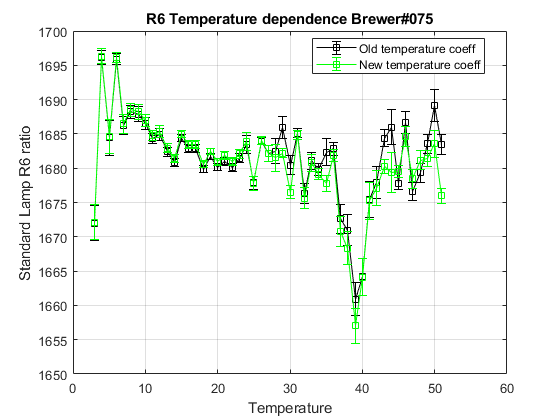 R6 Temperature dependence Brewer#075
Old temperature coeff
New temperature coeff
Standard Lamp R6 ratio
1700
1695
1690
1685
1680
1675
1670
1665
1660
1655
1650
0 10 20 30 40 50 60
Temperature